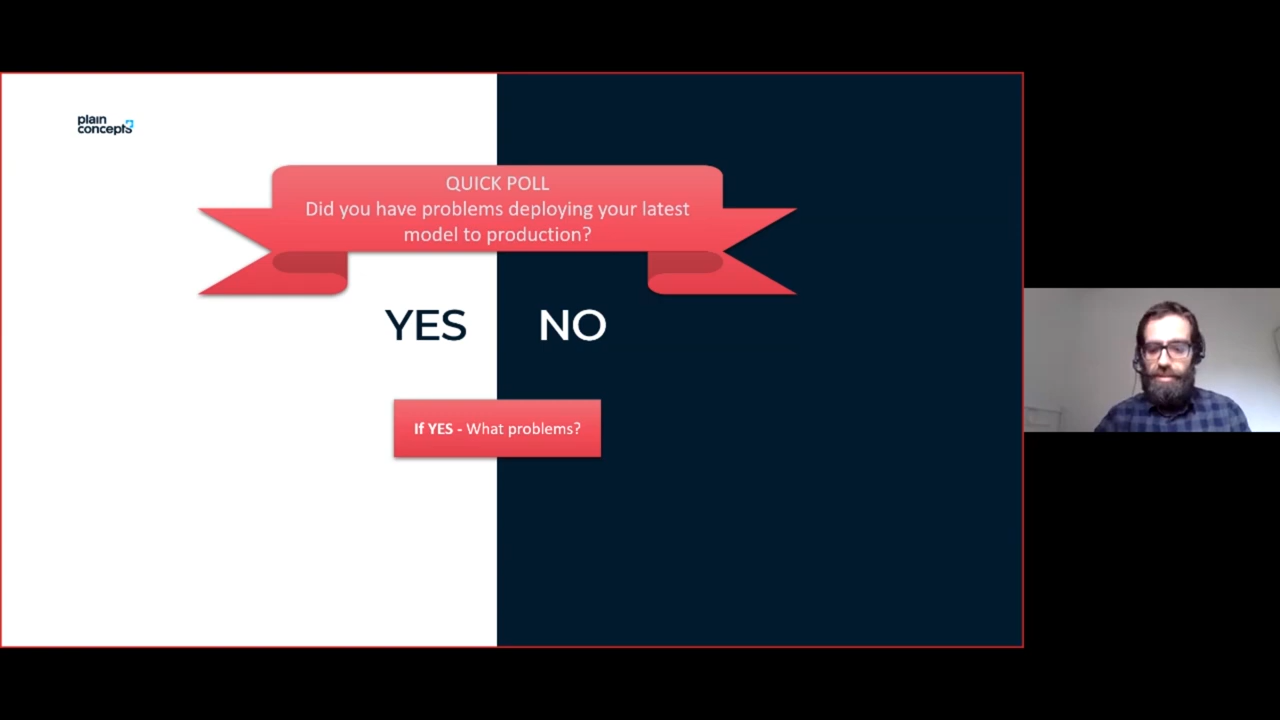 plain
concepts
QUICK POLL
Did you have problems deploying your latest
model to production?
YES NO
If YES - What problems?